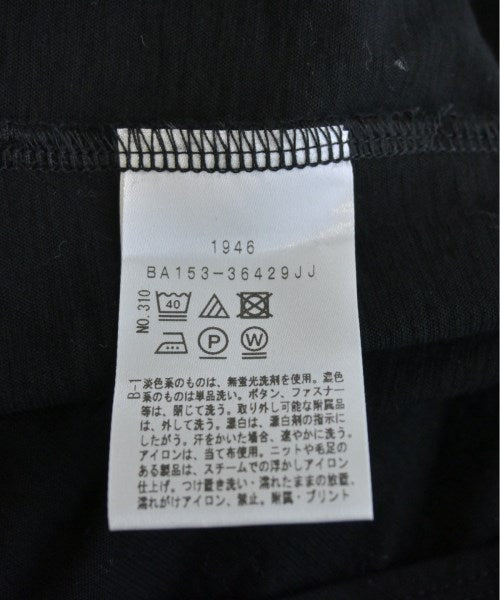 1946
BA153-36429JJ
NO.310
40
P W
B-1
淡色系のものは、無蛍光洗剤を使用。濃色
系のものは単品洗い。ボタン、ファスナー
等は、閉じて洗う。取り外し可能な附属品
は、外して洗う。漂白は、漂白剤の指示に
したがう。汗をかいた場合、速やかに洗う。
アイロンは、当て布使用。ニットや毛足の
ある製品は、スチームでの浮かしアイロン
仕上げ。つけ置き洗い・濡れたままの放置、
濡れがけアイロン、禁止。附属・プリント